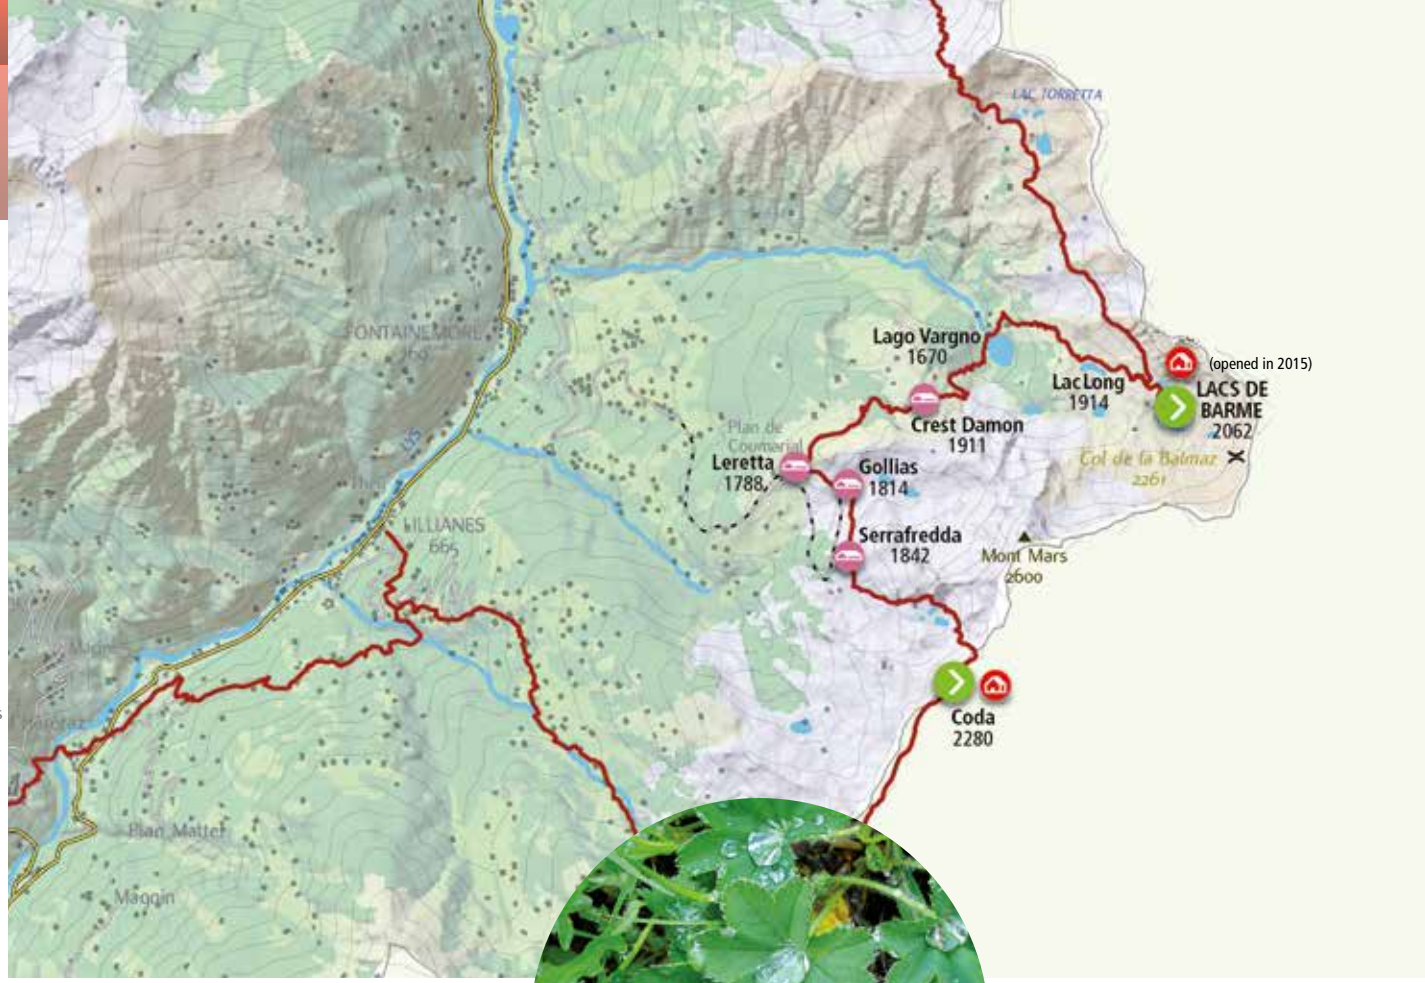 LAC TORRETTA
FONTAINEMORE
760
Lago Vargno
1670
(opened in 2015)
LACS DE
BARME
2062
Lac Long
1914
Crest Damon
1911
Plan de
Coumarial
Leretta
1788
Gollias
1814
Col de la Balmaz
2261
LYS
LILLIANES
665
Serrafredda
1842
Mont Mars
2600
Coda
2280
Plan Matter